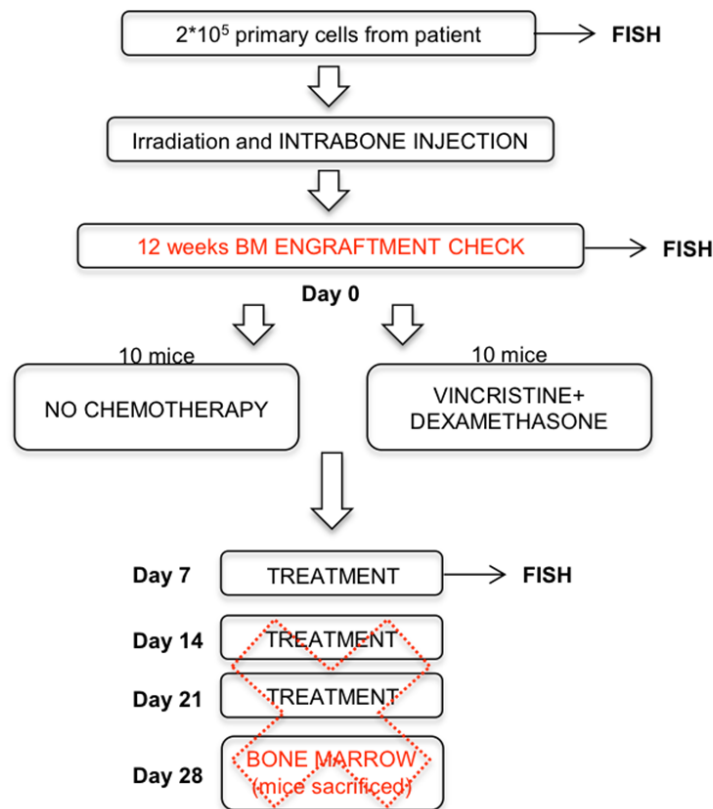 2*10⁵ primary cells from patient
FISH
Irradiation and INTRABONE INJECTION
12 weeks BM ENGRAFTMENT CHECK
FISH
Day 0
10 mice
NO CHEMOTHERAPY
10 mice
VINCRISTINE+
DEXAMETHASONE
Day 7
TREATMENT
FISH
Day 14
TREATMENT
Day 21
TREATMENT
Day 28
BONE MARROW
(mice sacrificed)